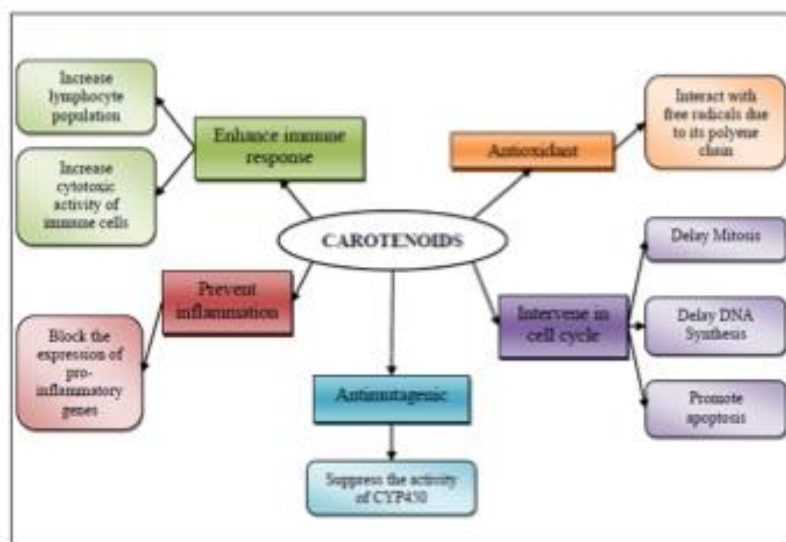 Increase
lymphocyte
population
Enhance immune
response
Increase
cytotoxic
activity of
immune cells
Antioxidant
Interact with
free radicals due
to its polyene
chain
CAROTENOIDS
Prevent
inflammation
Block the
expression of
pro-
inflammatory
genes
Antimutagenic
Suppress the activity
of CYP450
Intervene in
cell cycle
Delay Mitosis
Delay DNA
Synthesis
Promote
apoptosis